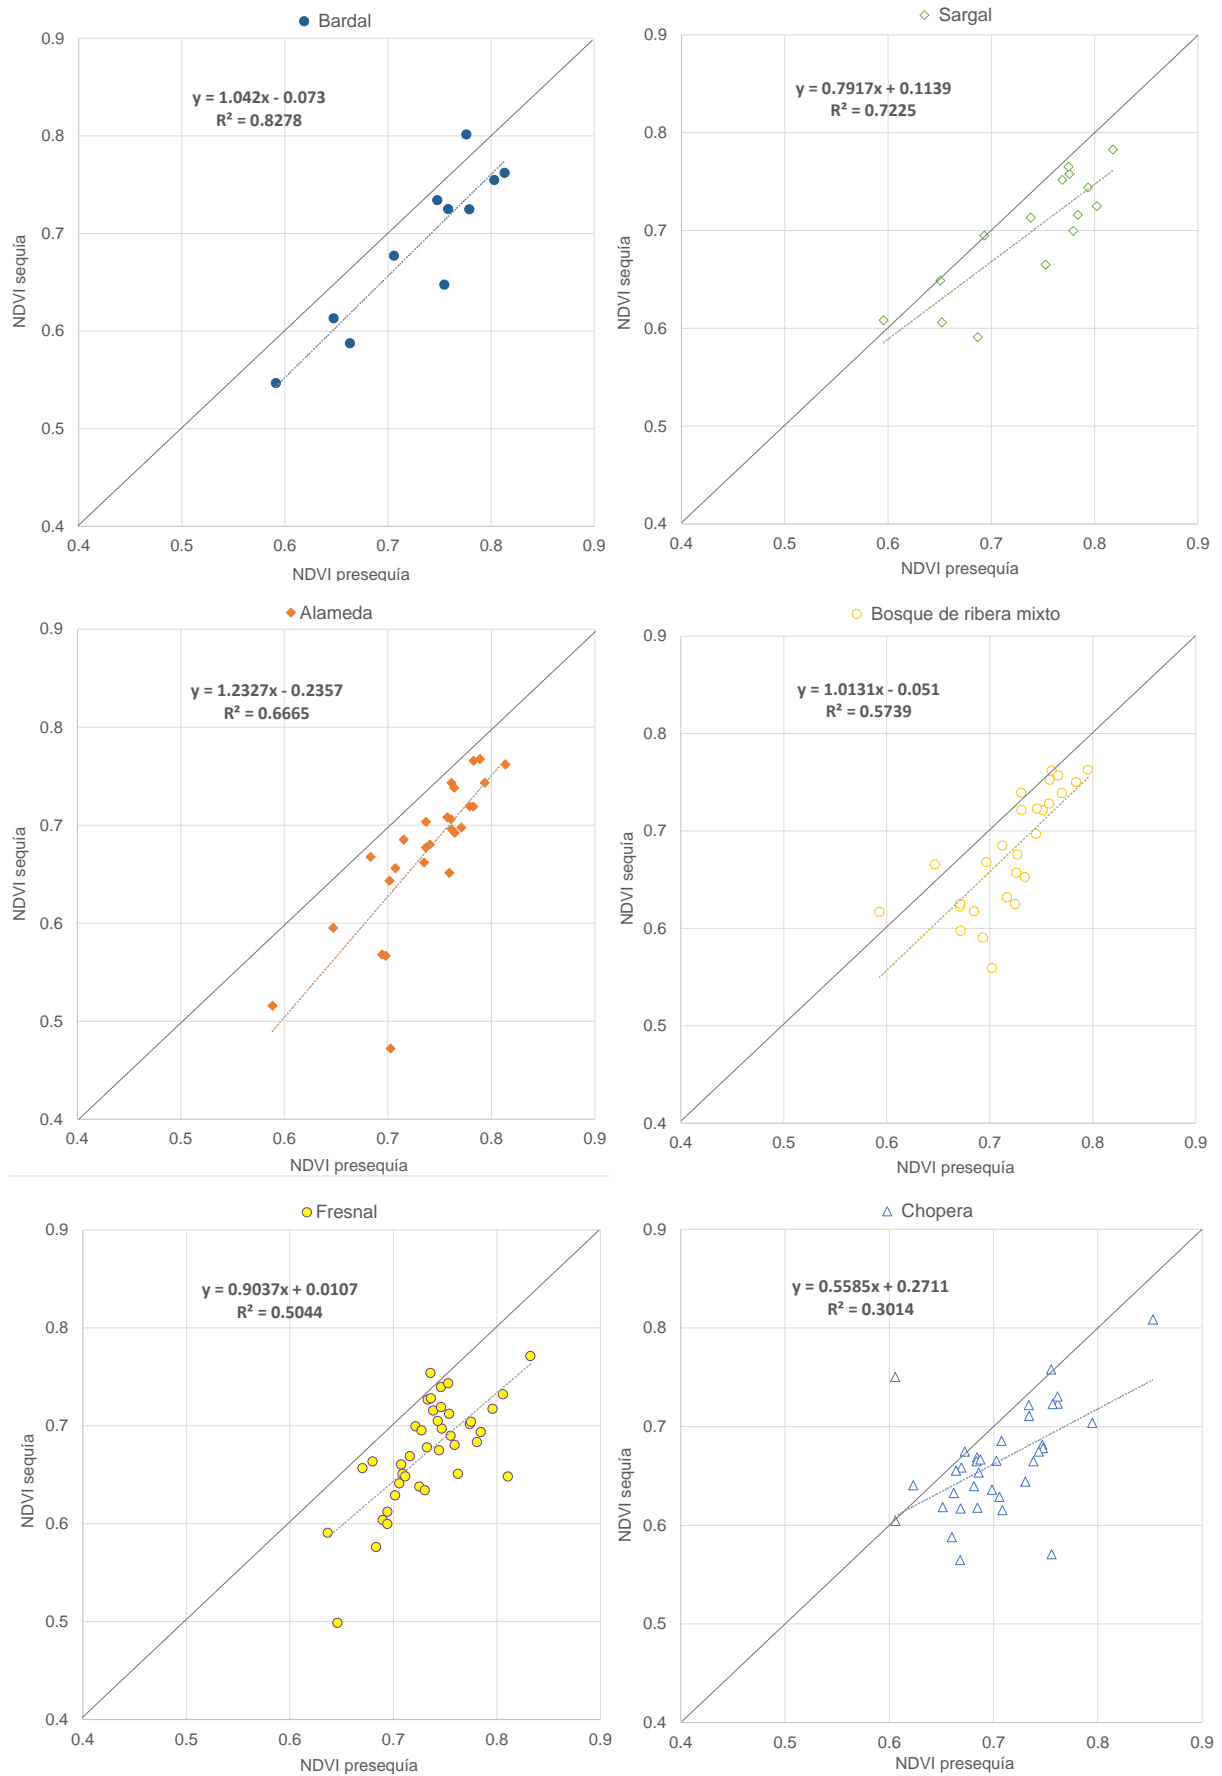 Bardal
0.9
0.8
0.7
0.6
0.5
0.4
y = 1.042x - 0.073
R² = 0.8278
NDVI sequía
0.4 0.5 0.6 0.7 0.8 0.9
NDVI presequía
Sargal
0.9
0.8
0.7
0.6
0.5
0.4
y = 0.7917x + 0.1139
R² = 0.7225
NDVI sequía
0.4 0.5 0.6 0.7 0.8 0.9
NDVI presequía
Alameda
0.9
0.8
0.7
0.6
0.5
0.4
y = 1.2327x - 0.2357
R² = 0.6665
NDVI sequía
0.4 0.5 0.6 0.7 0.8 0.9
NDVI presequía
Bosque de ribera mixto
0.9
0.8
0.7
0.6
0.5
0.4
y = 1.0131x - 0.051
R² = 0.5739
NDVI sequía
0.4 0.5 0.6 0.7 0.8 0.9
NDVI presequía
Fresnal
0.9
0.8
0.7
0.6
0.5
0.4
y = 0.9037x + 0.0107
R² = 0.5044
NDVI sequía
0.4 0.5 0.6 0.7 0.8 0.9
NDVI presequía
Chopera
0.9
0.8
0.7
0.6
0.5
0.4
y = 0.5585x + 0.2711
R² = 0.3014
NDVI sequía
0.4 0.5 0.6 0.7 0.8 0.9
NDVI presequía